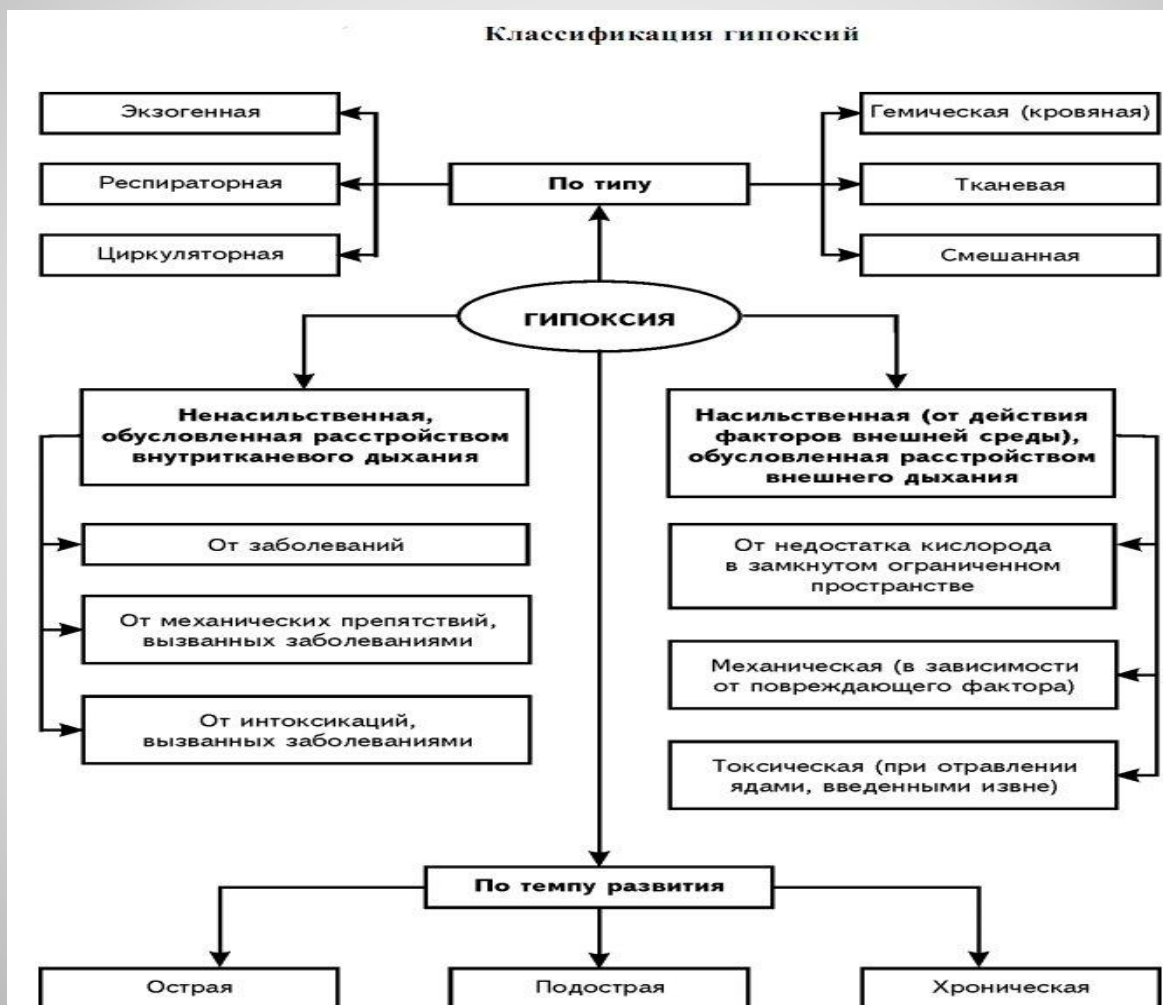 Классификация гипоксий
Экзогенная
Респираторная
Циркуляторная
По типу
Гемическая (кровяная)
Тканевая
Смешанная
ГИПОКСИЯ
Ненасильственная,
обусловленная расстройством
внутритканевого дыхания
От заболеваний
От механических препятствий,
вызванных заболеваниями
От интоксикаций,
вызванных заболеваниями
Насильственная (от действия
факторов внешней среды),
обусловленная расстройством
внешнего дыхания
От недостатка кислорода
в замкнутом ограниченном
пространстве
Механическая (в зависимости
от повреждающего фактора)
Токсическая (при отравлении
ядами, введенными извне)
По темпу развития
Острая
Подострая
Хроническая